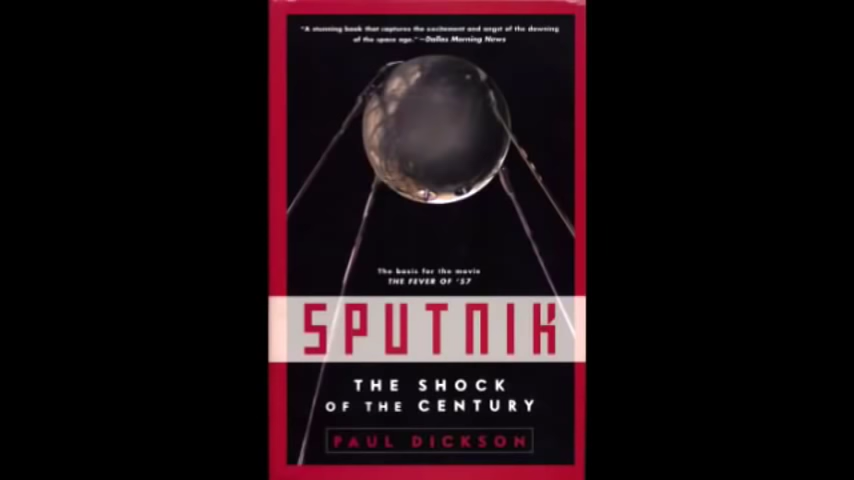 "A stunning book that captures the excitement and angst of the dawning
of the space age."—Dallas Morning News
The basis for the movie
THE FEVER OF '57
SPUTNIK
THE SHOCK
OF THE CENTURY
PAUL DICKSON